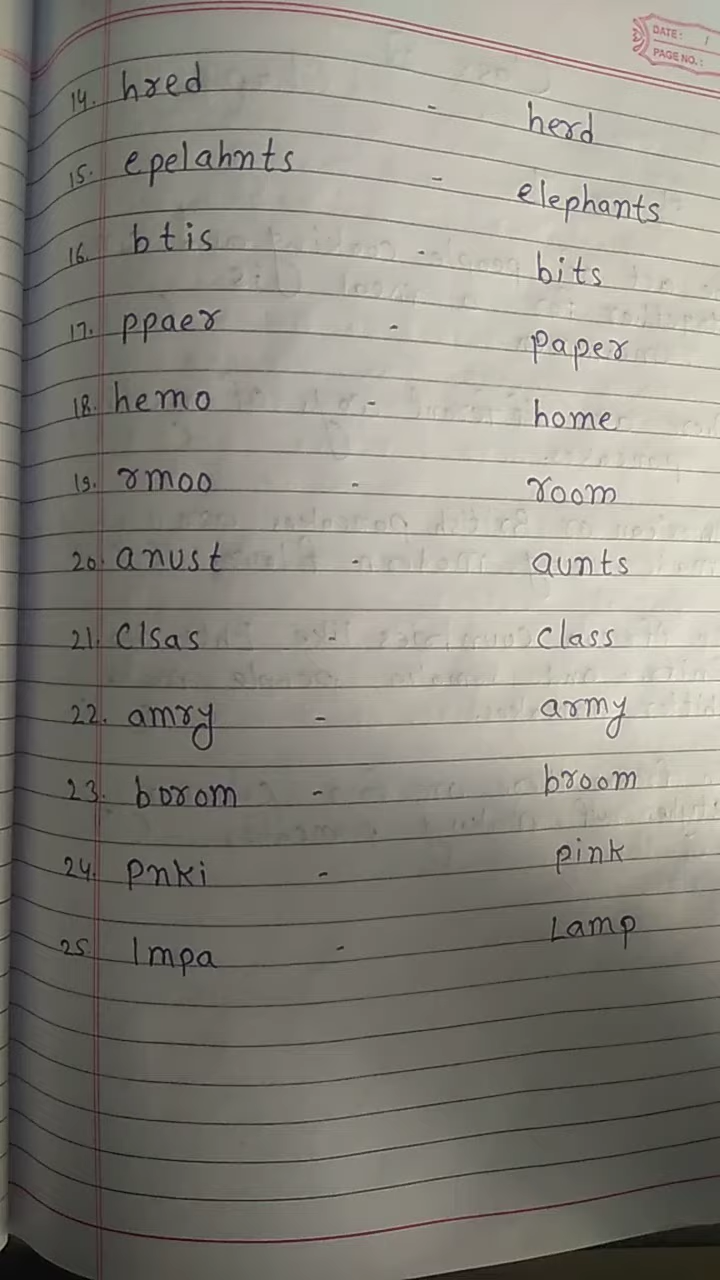 DATE: /
PAGE NO.:
14. hred - herd
15. epelahnts - elephants
16. btis - bits
17. ppaer - paper
18. hemo - home
19. rmoo - room
20. anust - aunts
21. Clsas - Class
22. amry - army
23. borom - broom
24. pnki - pink
25. lmpa - Lamp